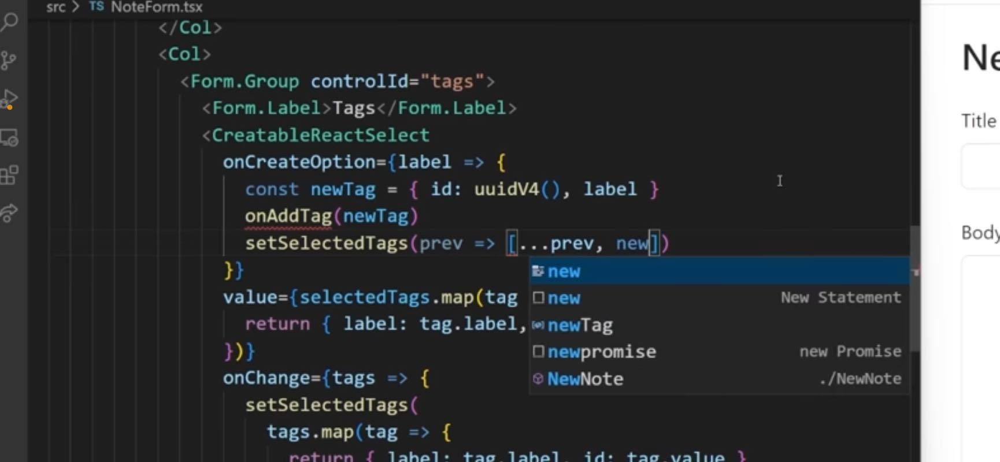 src > TS NoteForm.tsx
</Col>
<Col>
<Form.Group controlId="tags">
<Form.Label>Tags</Form.Label>
<CreatableReactSelect
onCreateOption={label => {
const newTag = { id: uuidV4(), label }
onAddTag(newTag)
setSelectedTags(prev => [...prev, new])
}}
value={selectedTags.map(tag
return { label: tag.label,
})}
onChange={tags => {
setSelectedTags(
tags.map(tag => {
return { label: tag.label, id: tag.value }
new
new New Statement
newTag
newpromise new Promise
NewNote ./NewNote
Ne
Title
Body